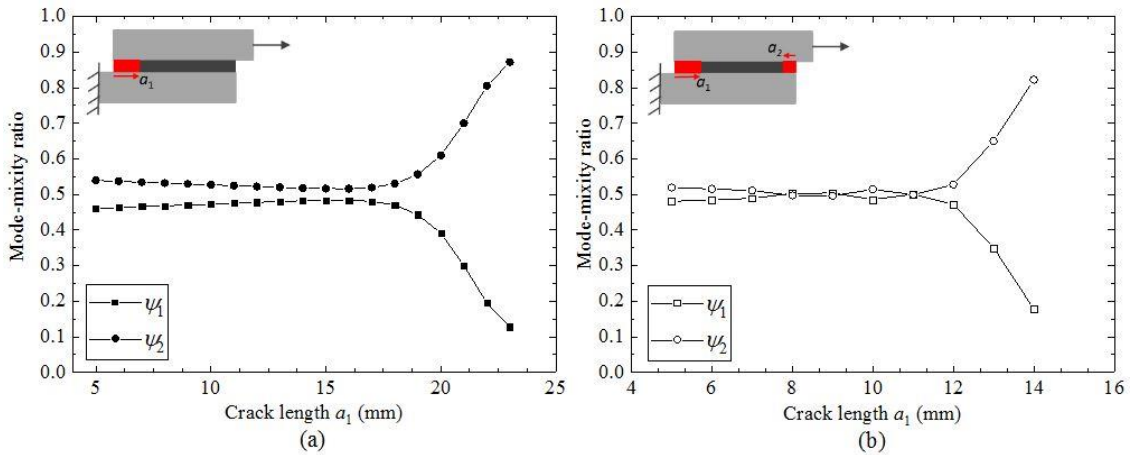 1.0
0.9
0.8
0.7
0.6
0.5
0.4
0.3
0.2
0.1
0.0
Mode-mixity ratio
a1
ψ1
ψ2
5 10 15 20 25
Crack length a1 (mm)
(a)
1.0
0.9
0.8
0.7
0.6
0.5
0.4
0.3
0.2
0.1
0.0
Mode-mixity ratio
a2
a1
ψ1
ψ2
4 6 8 10 12 14 16
Crack length a1 (mm)
(b)